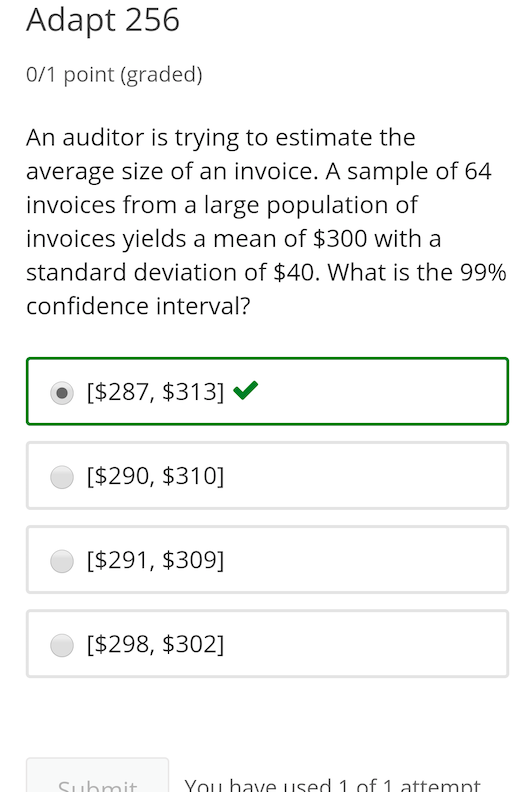 Adapt 256
0/1 point (graded)
An auditor is trying to estimate the
average size of an invoice. A sample of 64
invoices from a large population of
invoices yields a mean of $300 with a
standard deviation of $40. What is the 99%
confidence interval?
[$287, $313]
[$290, $310]
[$291, $309]
[$298, $302]
Submit
You have used 1 of 1 attempt